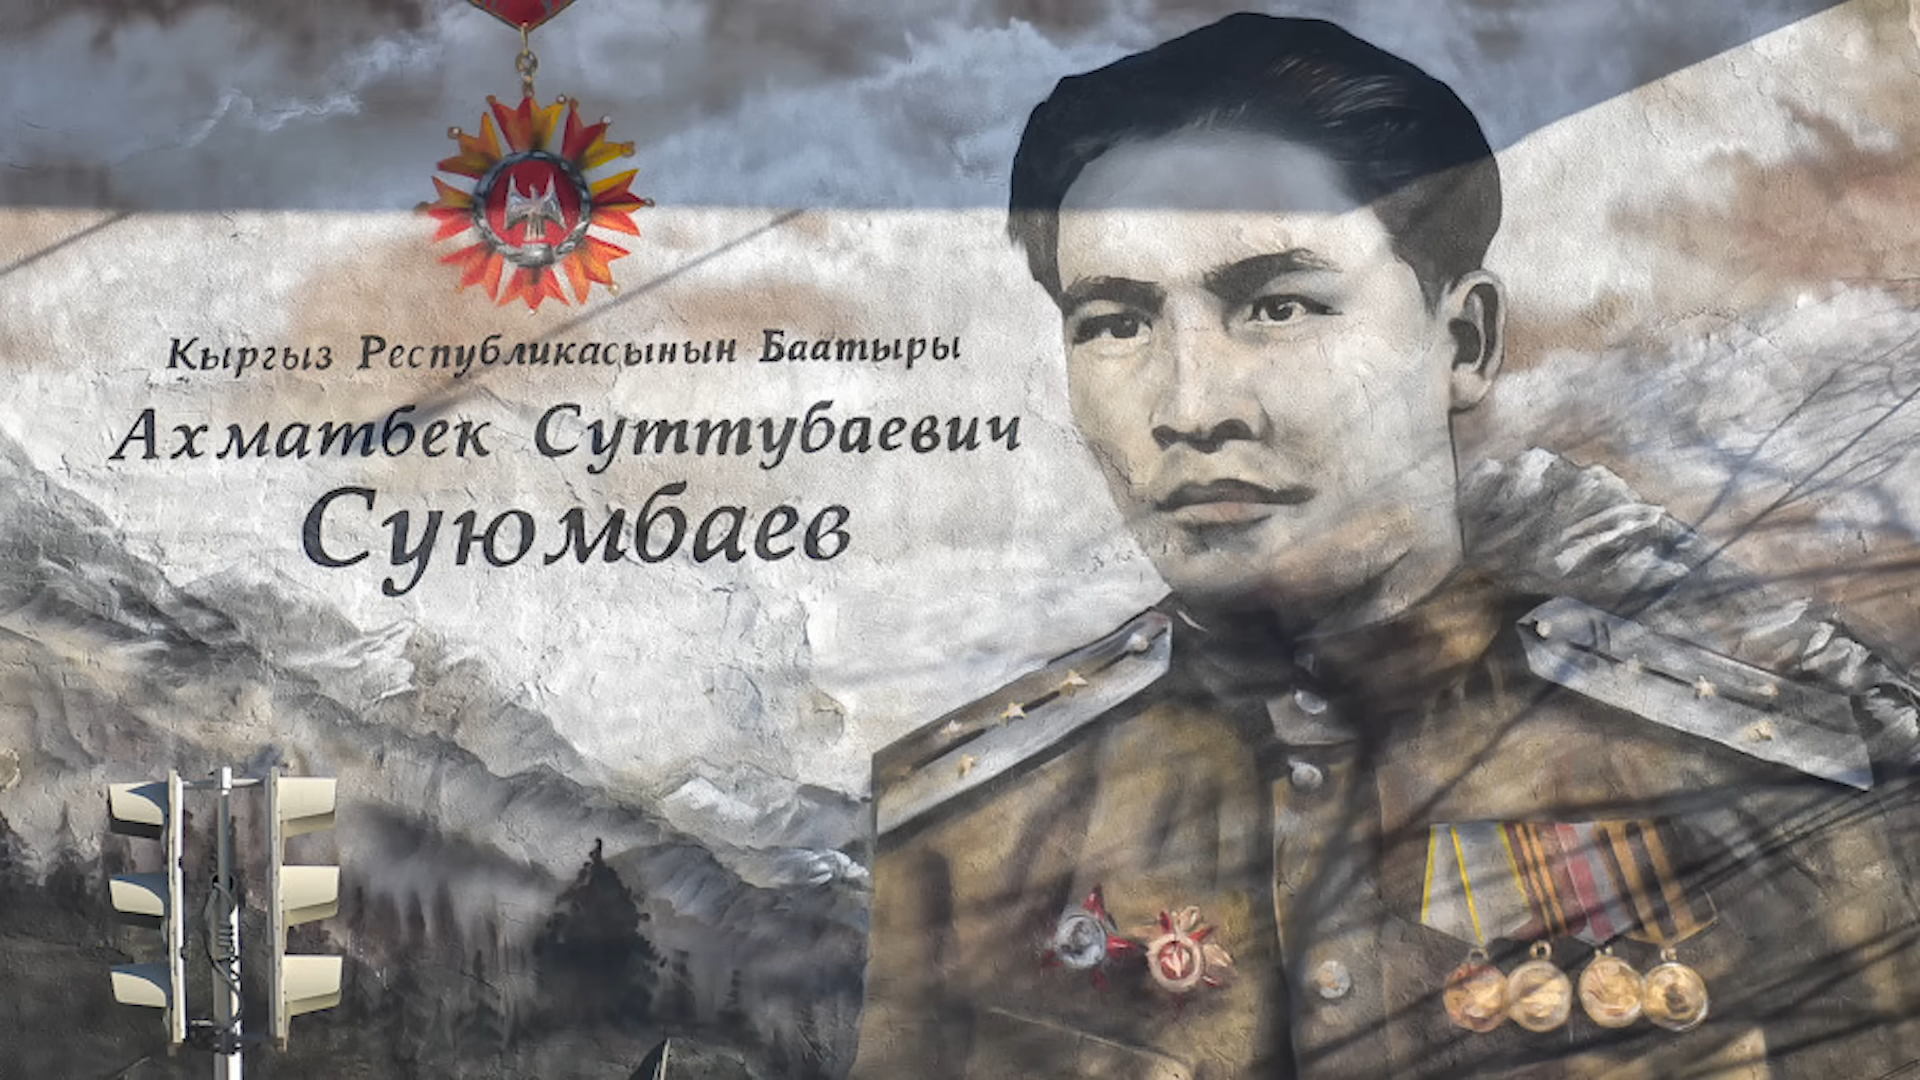 Кыргыз Республикасынын Баатыры
Ахматбек Суттубаевич
Суюмбаев